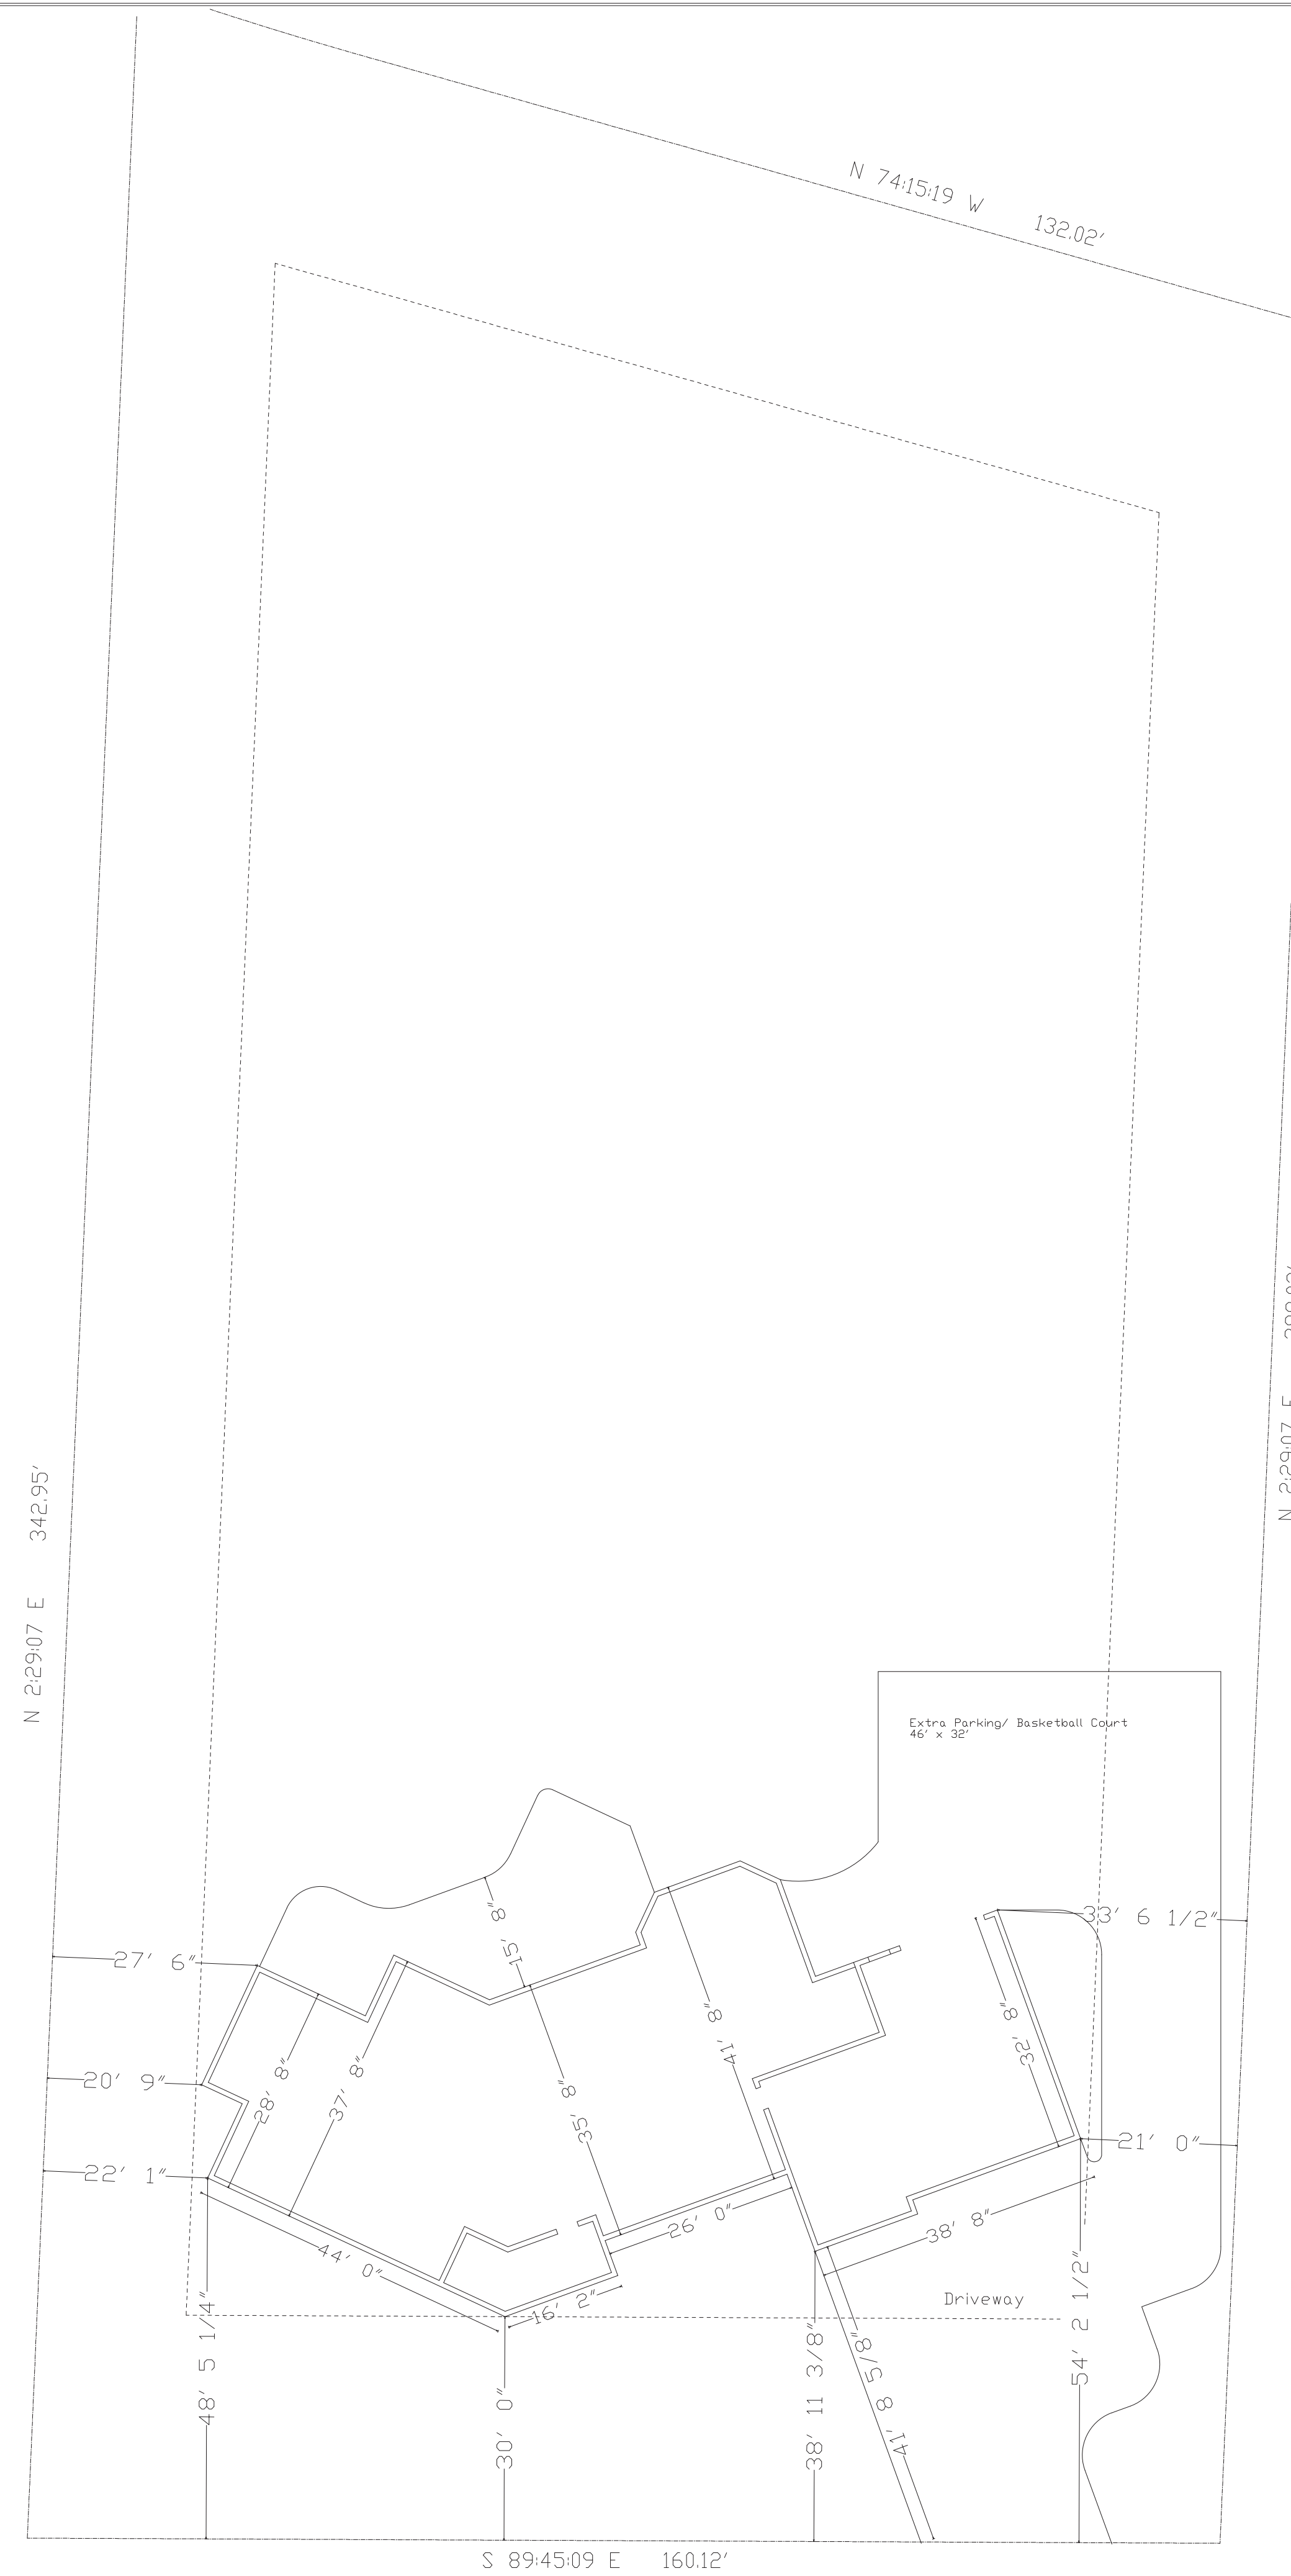 N 74:15:19 W 132.02'
N 2:29:07 E 342.95'
N 2:29:07 E
Extra Parking/ Basketball Court
46' x 32'
15' 8"
33' 6 1/2"
27' 6"
41' 8"
32' 8"
28' 8"
37' 8"
35' 8"
20' 9"
21' 0"
22' 1"
26' 0"
38' 8"
44' 0"
16' 2"
Driveway
48' 5 1/4"
30' 0"
38' 11 3/8"
41' 8 5/8"
54' 2 1/2"
S 89:45:09 E 160.12'